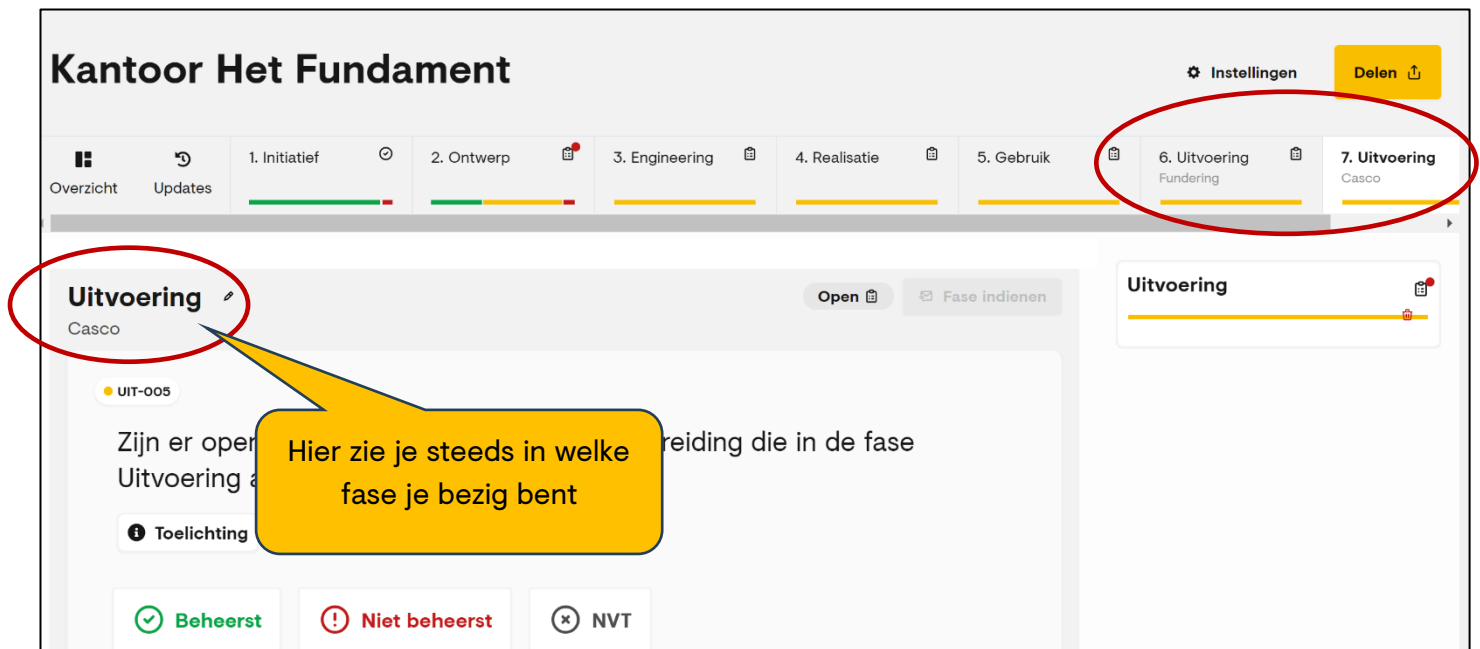 Kantoor Het Fundament
Instellingen
Delen
Overzicht
Updates
1. Initiatief
2. Ontwerp
3. Engineering
4. Realisatie
5. Gebruik
6. Uitvoering
Fundering
7. Uitvoering
Casco
Uitvoering
Casco
Open
Fase indienen
Uitvoering
UIT-005
Zijn er reiding die in de fase
Uitvoering
Toelichting
Hier zie je steeds in welke
fase je bezig bent
Beheerst
Niet beheerst
NVT